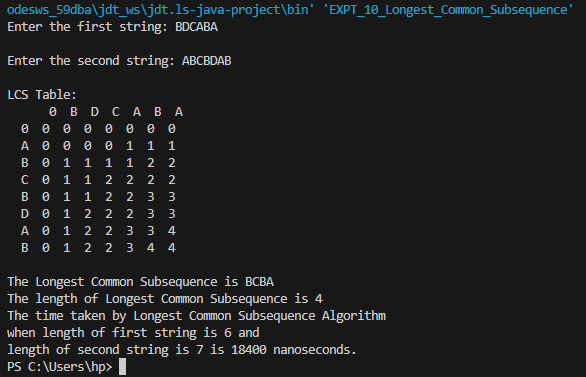 odesws_59dba\jdt_ws\jdt.ls-java-project\bin' 'EXPT_10_Longest_Common_Subsequence'
Enter the first string: BDCABA
Enter the second string: ABCBDAB
LCS Table:
0 B D C A B A
0 0 0 0 0 0 0 0
A 0 0 0 0 1 1 1
B 0 1 1 1 1 2 2
C 0 1 1 2 2 2 2
B 0 1 1 2 2 3 3
D 0 1 2 2 2 3 3
A 0 1 2 2 3 3 4
B 0 1 2 2 3 4 4
The Longest Common Subsequence is BCBA
The length of Longest Common Subsequence is 4
The time taken by Longest Common Subsequence Algorithm
when length of first string is 6 and
length of second string is 7 is 18400 nanoseconds.
PS C:\Users\hp>